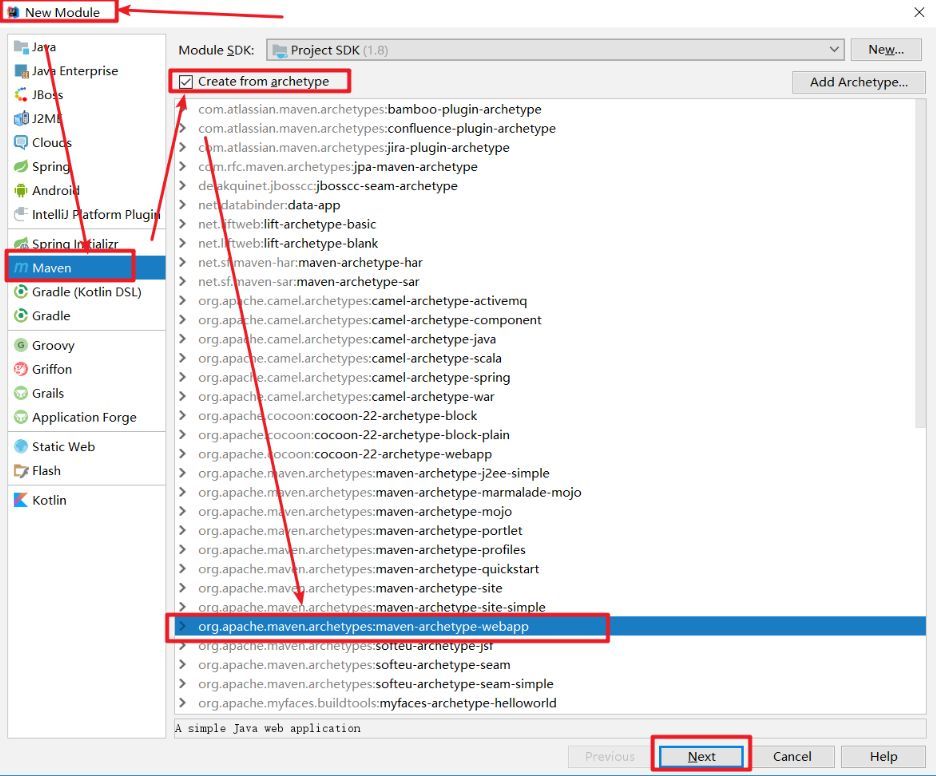 New Module
Java
Java Enterprise
JBoss
J2ME
Clouds
Spring
Android
IntelliJ Platform Plugin
Spring Initializr
Maven
Gradle (Kotlin DSL)
Gradle
Groovy
Griffon
Grails
Application Forge
Static Web
Flash
Kotlin
Module SDK: Project SDK (1.8) New...
Create from archetype Add Archetype...
com.atlassian.maven.archetypes:bamboo-plugin-archetype
com.atlassian.maven.archetypes:confluence-plugin-archetype
com.atlassian.maven.archetypes:jira-plugin-archetype
com.rfc.maven.archetypes:jpa-maven-archetype
de.akquinet.jbosscc:jbosscc-seam-archetype
net.databinder:data-app
net.liftweb:lift-archetype-basic
net.liftweb:lift-archetype-blank
net.sf.maven-har:maven-archetype-har
net.sf.maven-sar:maven-archetype-sar
org.apache.camel.archetypes:camel-archetype-activemq
org.apache.camel.archetypes:camel-archetype-component
org.apache.camel.archetypes:camel-archetype-java
org.apache.camel.archetypes:camel-archetype-scala
org.apache.camel.archetypes:camel-archetype-spring
org.apache.camel.archetypes:camel-archetype-war
org.apache.cocoon:cocoon-22-archetype-block
org.apache.cocoon:cocoon-22-archetype-block-plain
org.apache.cocoon:cocoon-22-archetype-webapp
org.apache.maven.archetypes:maven-archetype-j2ee-simple
org.apache.maven.archetypes:maven-archetype-marmalade-mojo
org.apache.maven.archetypes:maven-archetype-mojo
org.apache.maven.archetypes:maven-archetype-portlet
org.apache.maven.archetypes:maven-archetype-profiles
org.apache.maven.archetypes:maven-archetype-quickstart
org.apache.maven.archetypes:maven-archetype-site
org.apache.maven.archetypes:maven-archetype-site-simple
org.apache.maven.archetypes:maven-archetype-webapp
org.apache.maven.archetypes:softeu-archetype-jsf
org.apache.maven.archetypes:softeu-archetype-seam
org.apache.maven.archetypes:softeu-archetype-seam-simple
org.apache.myfaces.buildtools:myfaces-archetype-helloworld
A simple Java web application
Previous Next Cancel Help